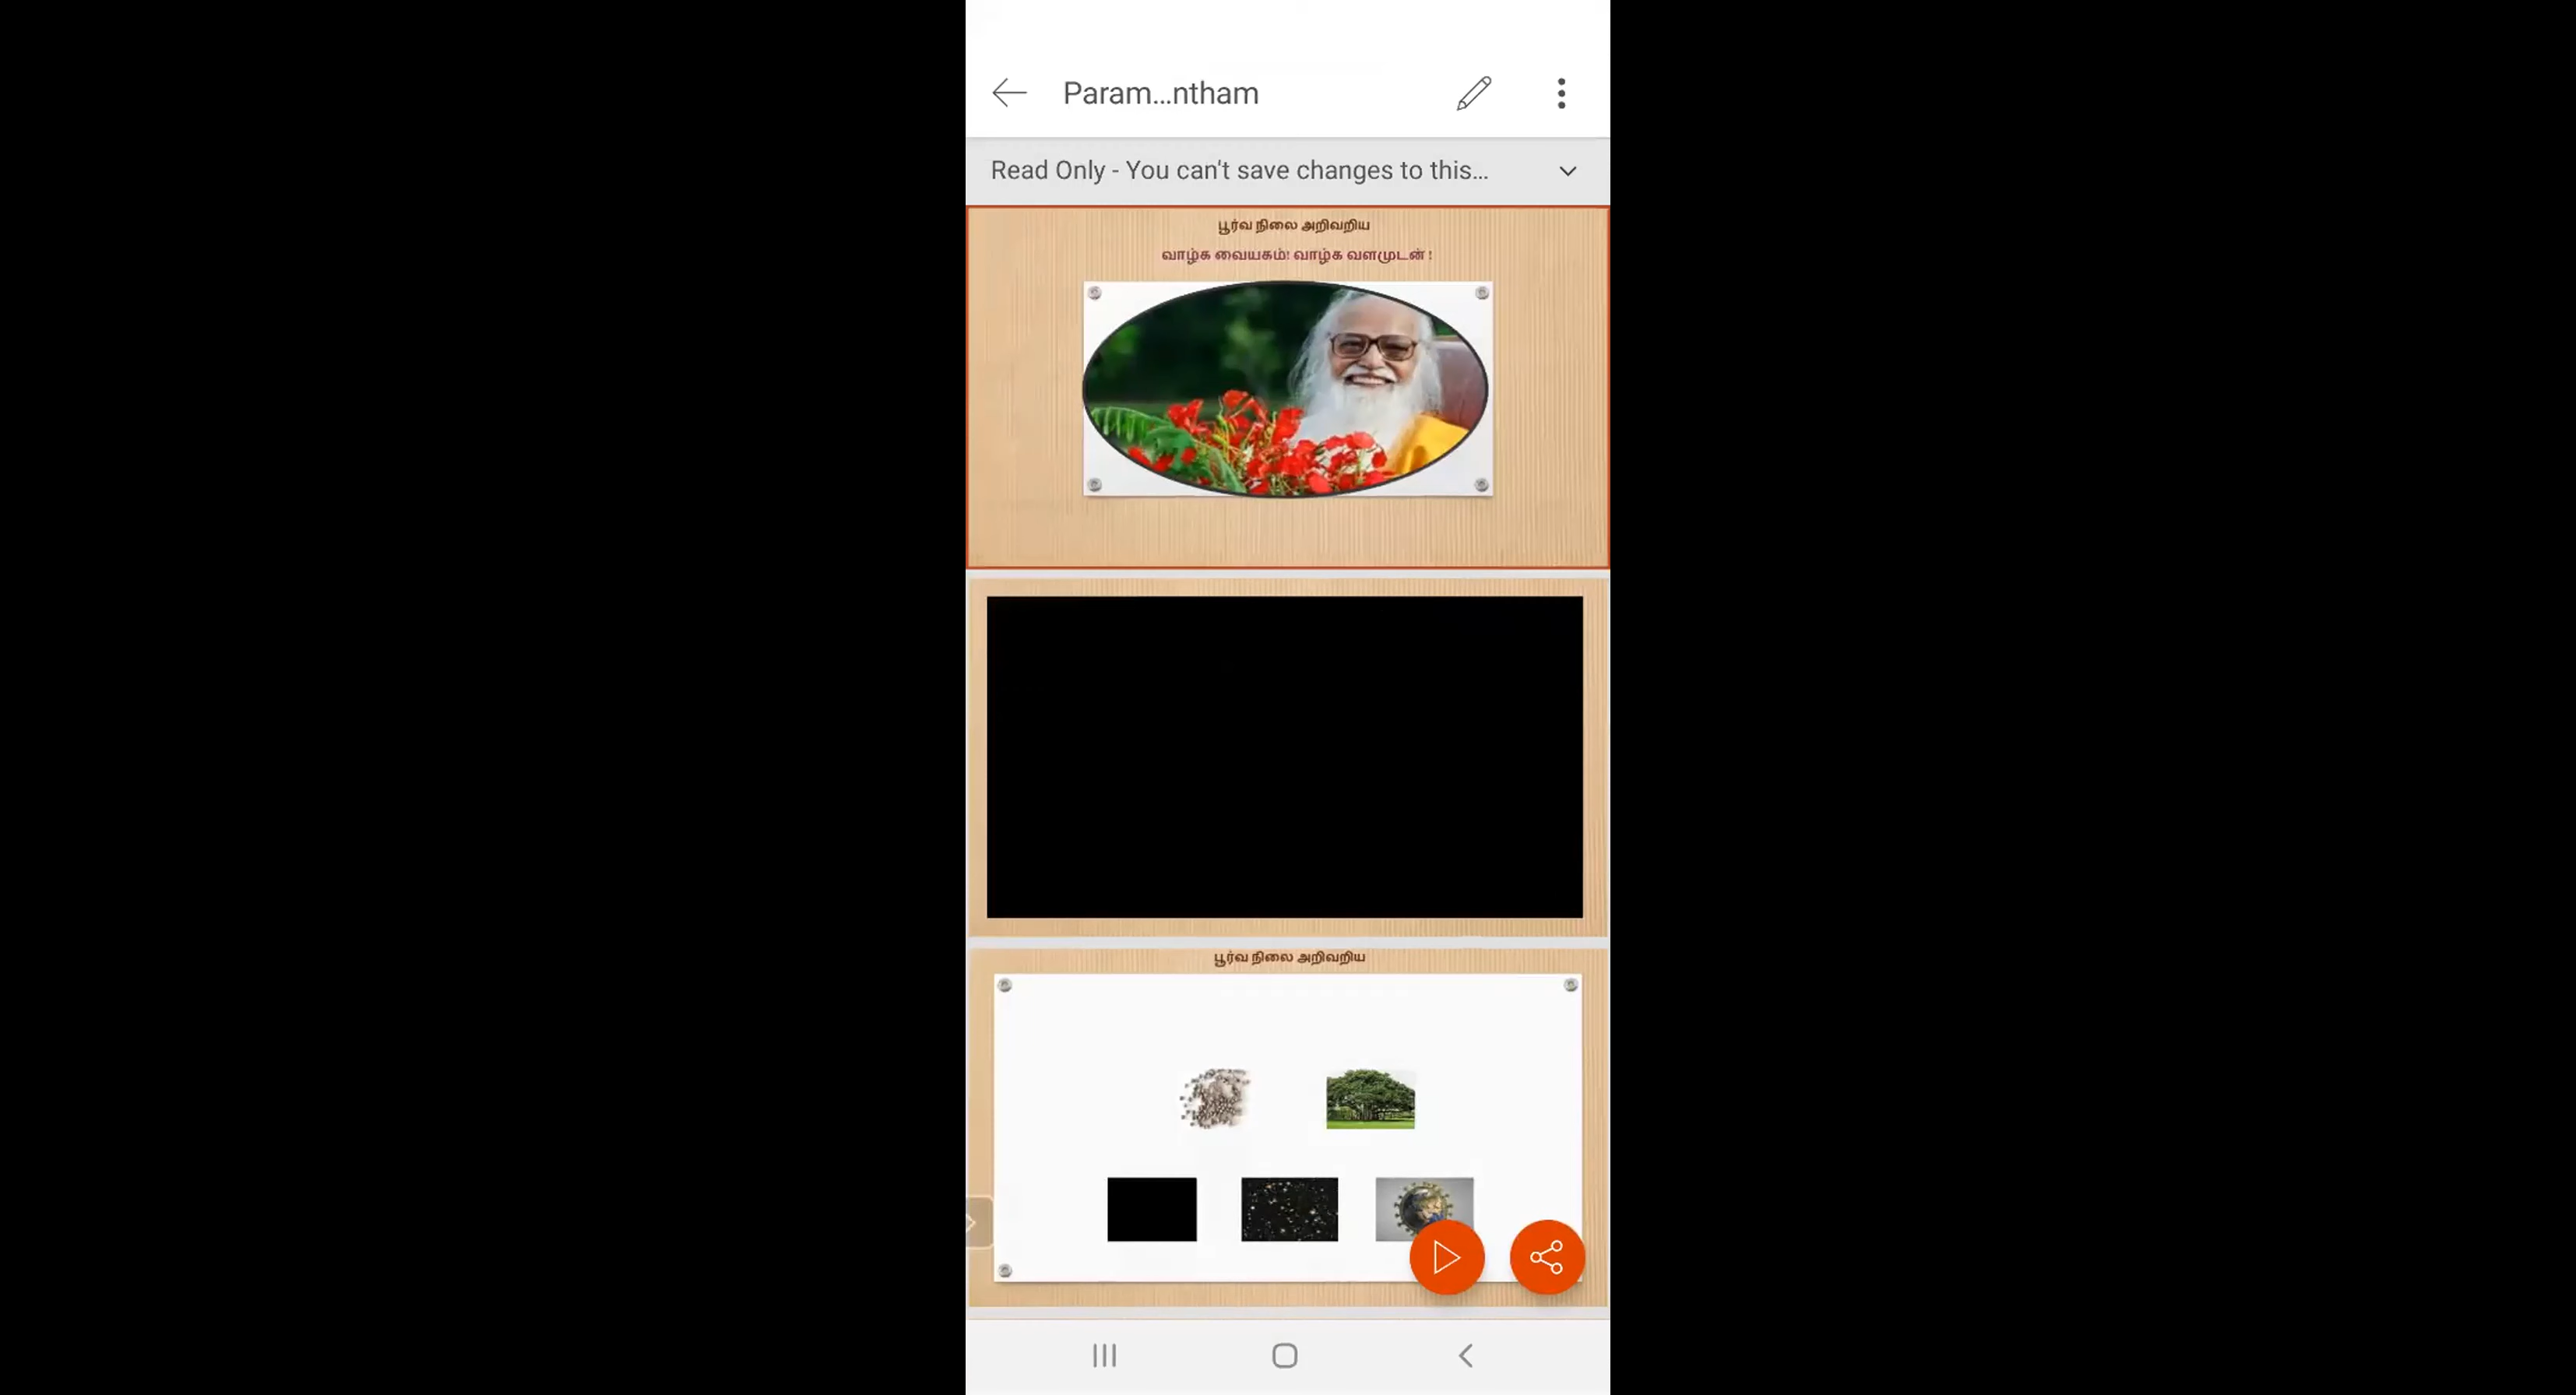 Param...ntham
Read Only - You can't save changes to this...
பூர்வ நிலை அறிவறிய
வாழ்க வையகம்! வாழ்க வளமுடன் !
பூர்வ நிலை அறிவறிய